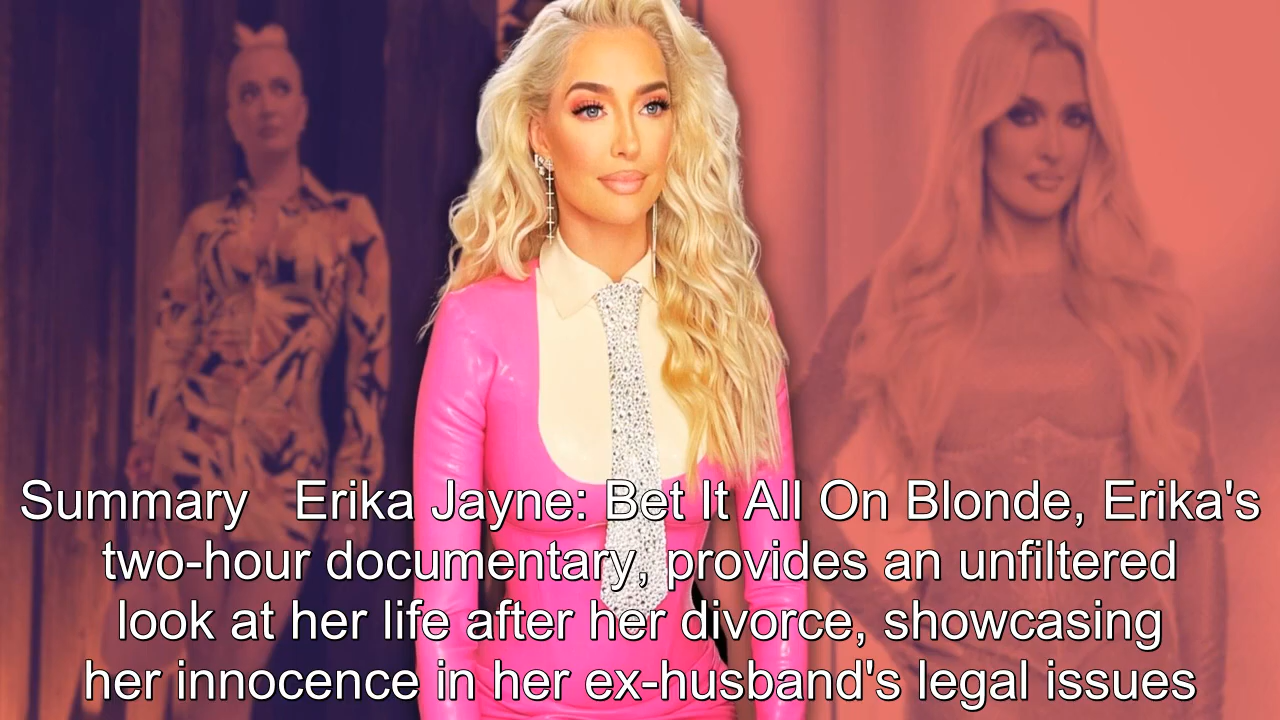 Summary Erika Jayne: Bet It All On Blonde, Erika's
two-hour documentary, provides an unfiltered
look at her life after her divorce, showcasing
her innocence in her ex-husband's legal issues